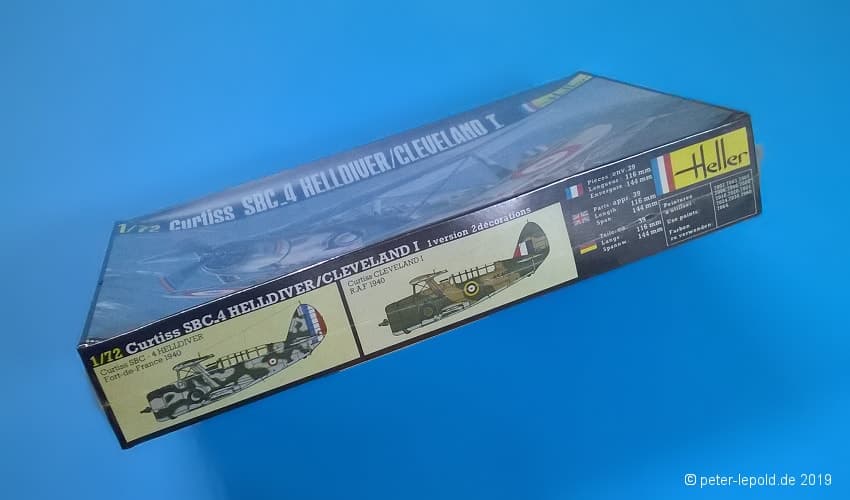 1/72 Curtiss SBC.4 HELLDIVER/CLEVELAND I
1/72 Curtiss SBC.4 HELLDIVER/CLEVELAND I 1 version 2 décorations
Curtiss SBC-4 HELLDIVER
Fort-de-France 1940
Curtiss CLEVELAND I
R.A.F 1940
Pièces env. 39
Longueur 116 mm
Envergure 144 mm
Parts appr. 39
Length 116 mm
Span 144 mm
Teile ca. 39
Länge 116 mm
Spannw. 144 mm
Heller
Peintures
à utiliser
Use paints
Farben
zu verwenden
© peter-lepold.de 2019